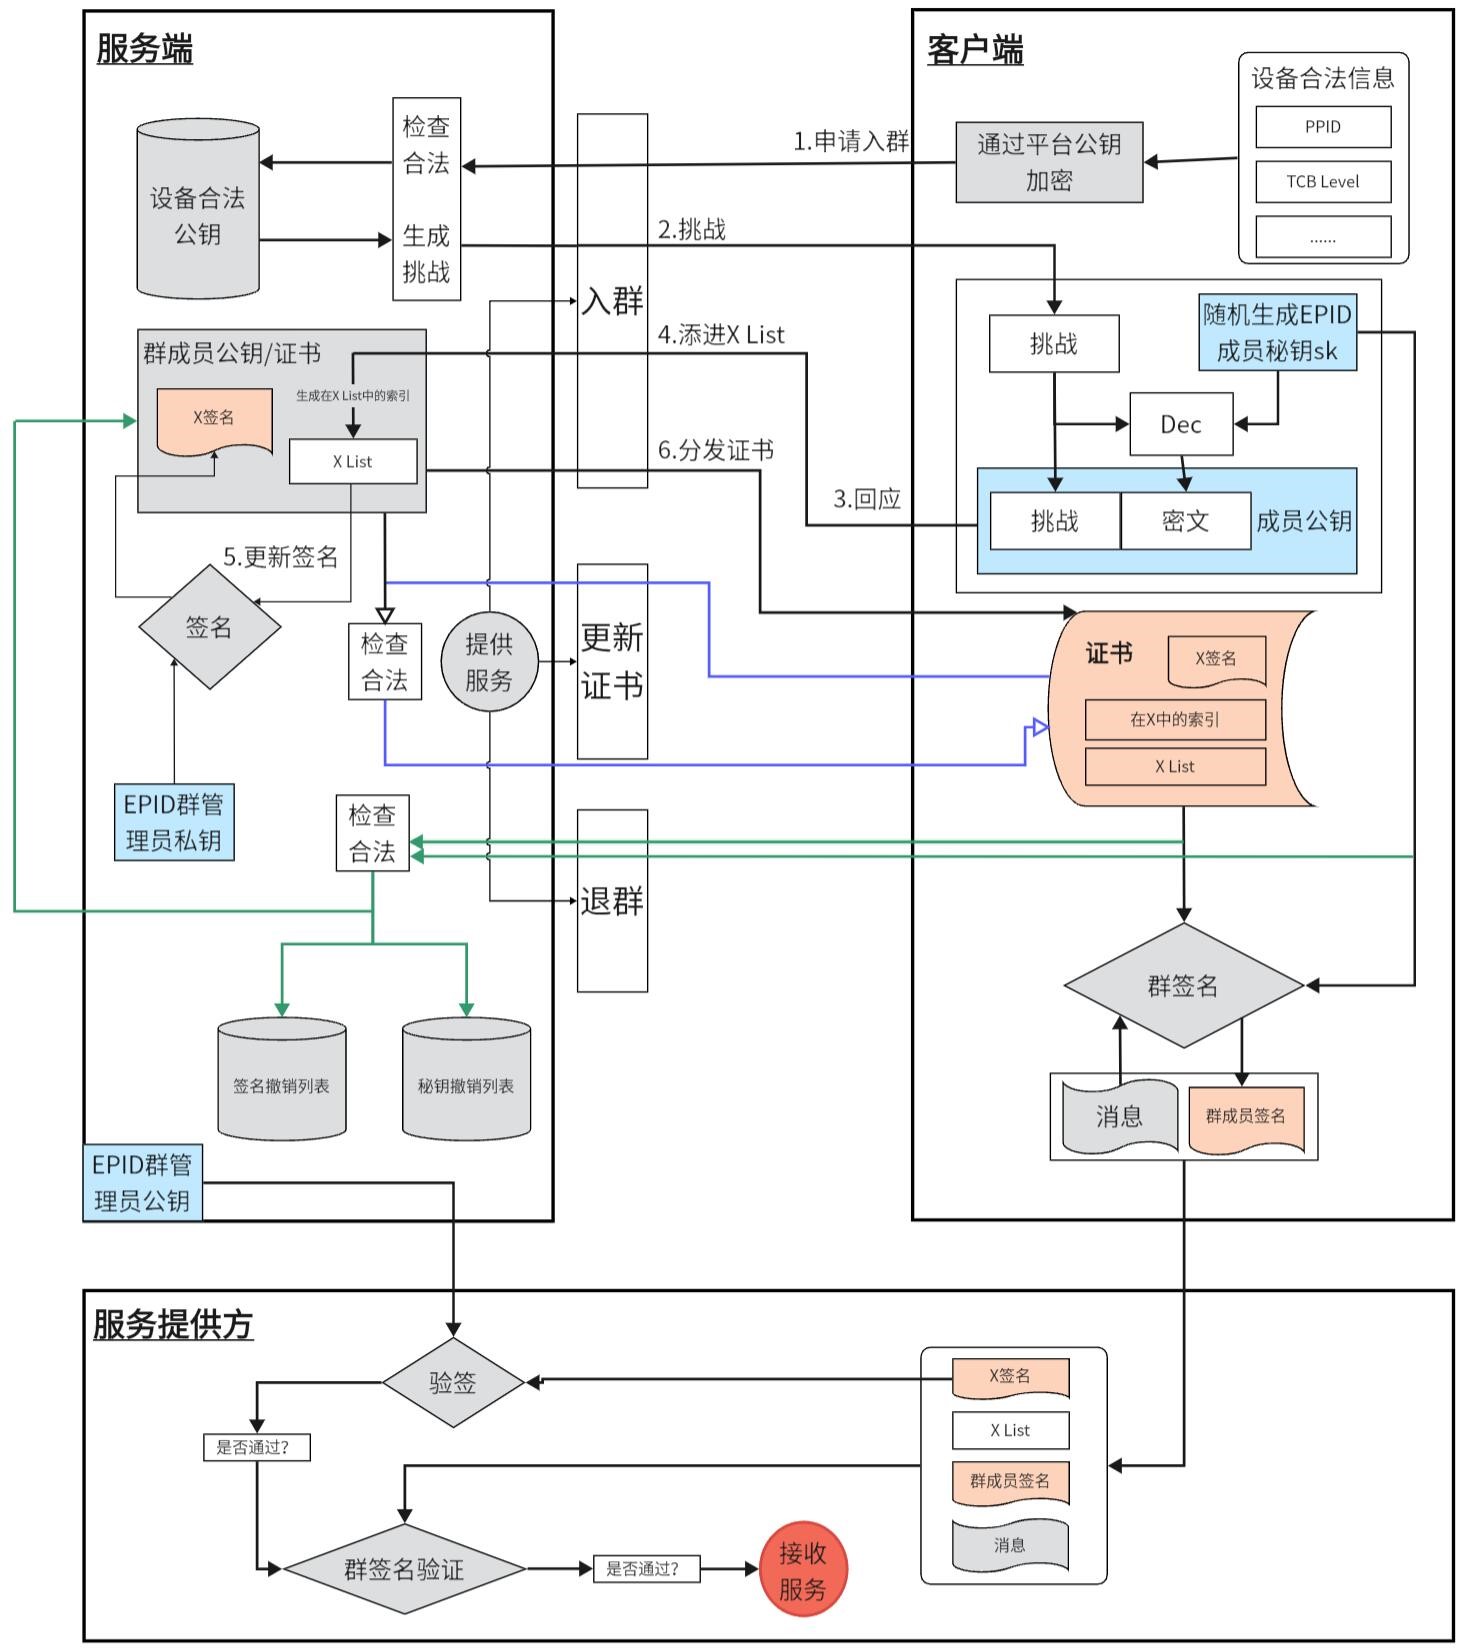 服务端
检查
合法
生成
挑战
设备合法
公钥
1.申请入群
2.挑战
入群
4.添进X List
6.分发证书
3.回应
群成员公钥/证书
X签名
生成在X List中的索引
X List
5.更新签名
签名
检查
合法
提供
服务
更新
证书
EPID群管
理员私钥
检查
合法
退群
签名撤销列表
秘钥撤销列表
EPID群管
理员公钥
客户端
设备合法信息
PPID
TCB Level
......
通过平台公钥
加密
挑战
随机生成EPID
成员秘钥sk
Dec
挑战
密文
成员公钥
证书
X签名
在X中的索引
X List
群签名
消息
群成员签名
服务提供方
验签
是否通过?
群签名验证
是否通过?
接收
服务
X签名
X List
群成员签名
消息